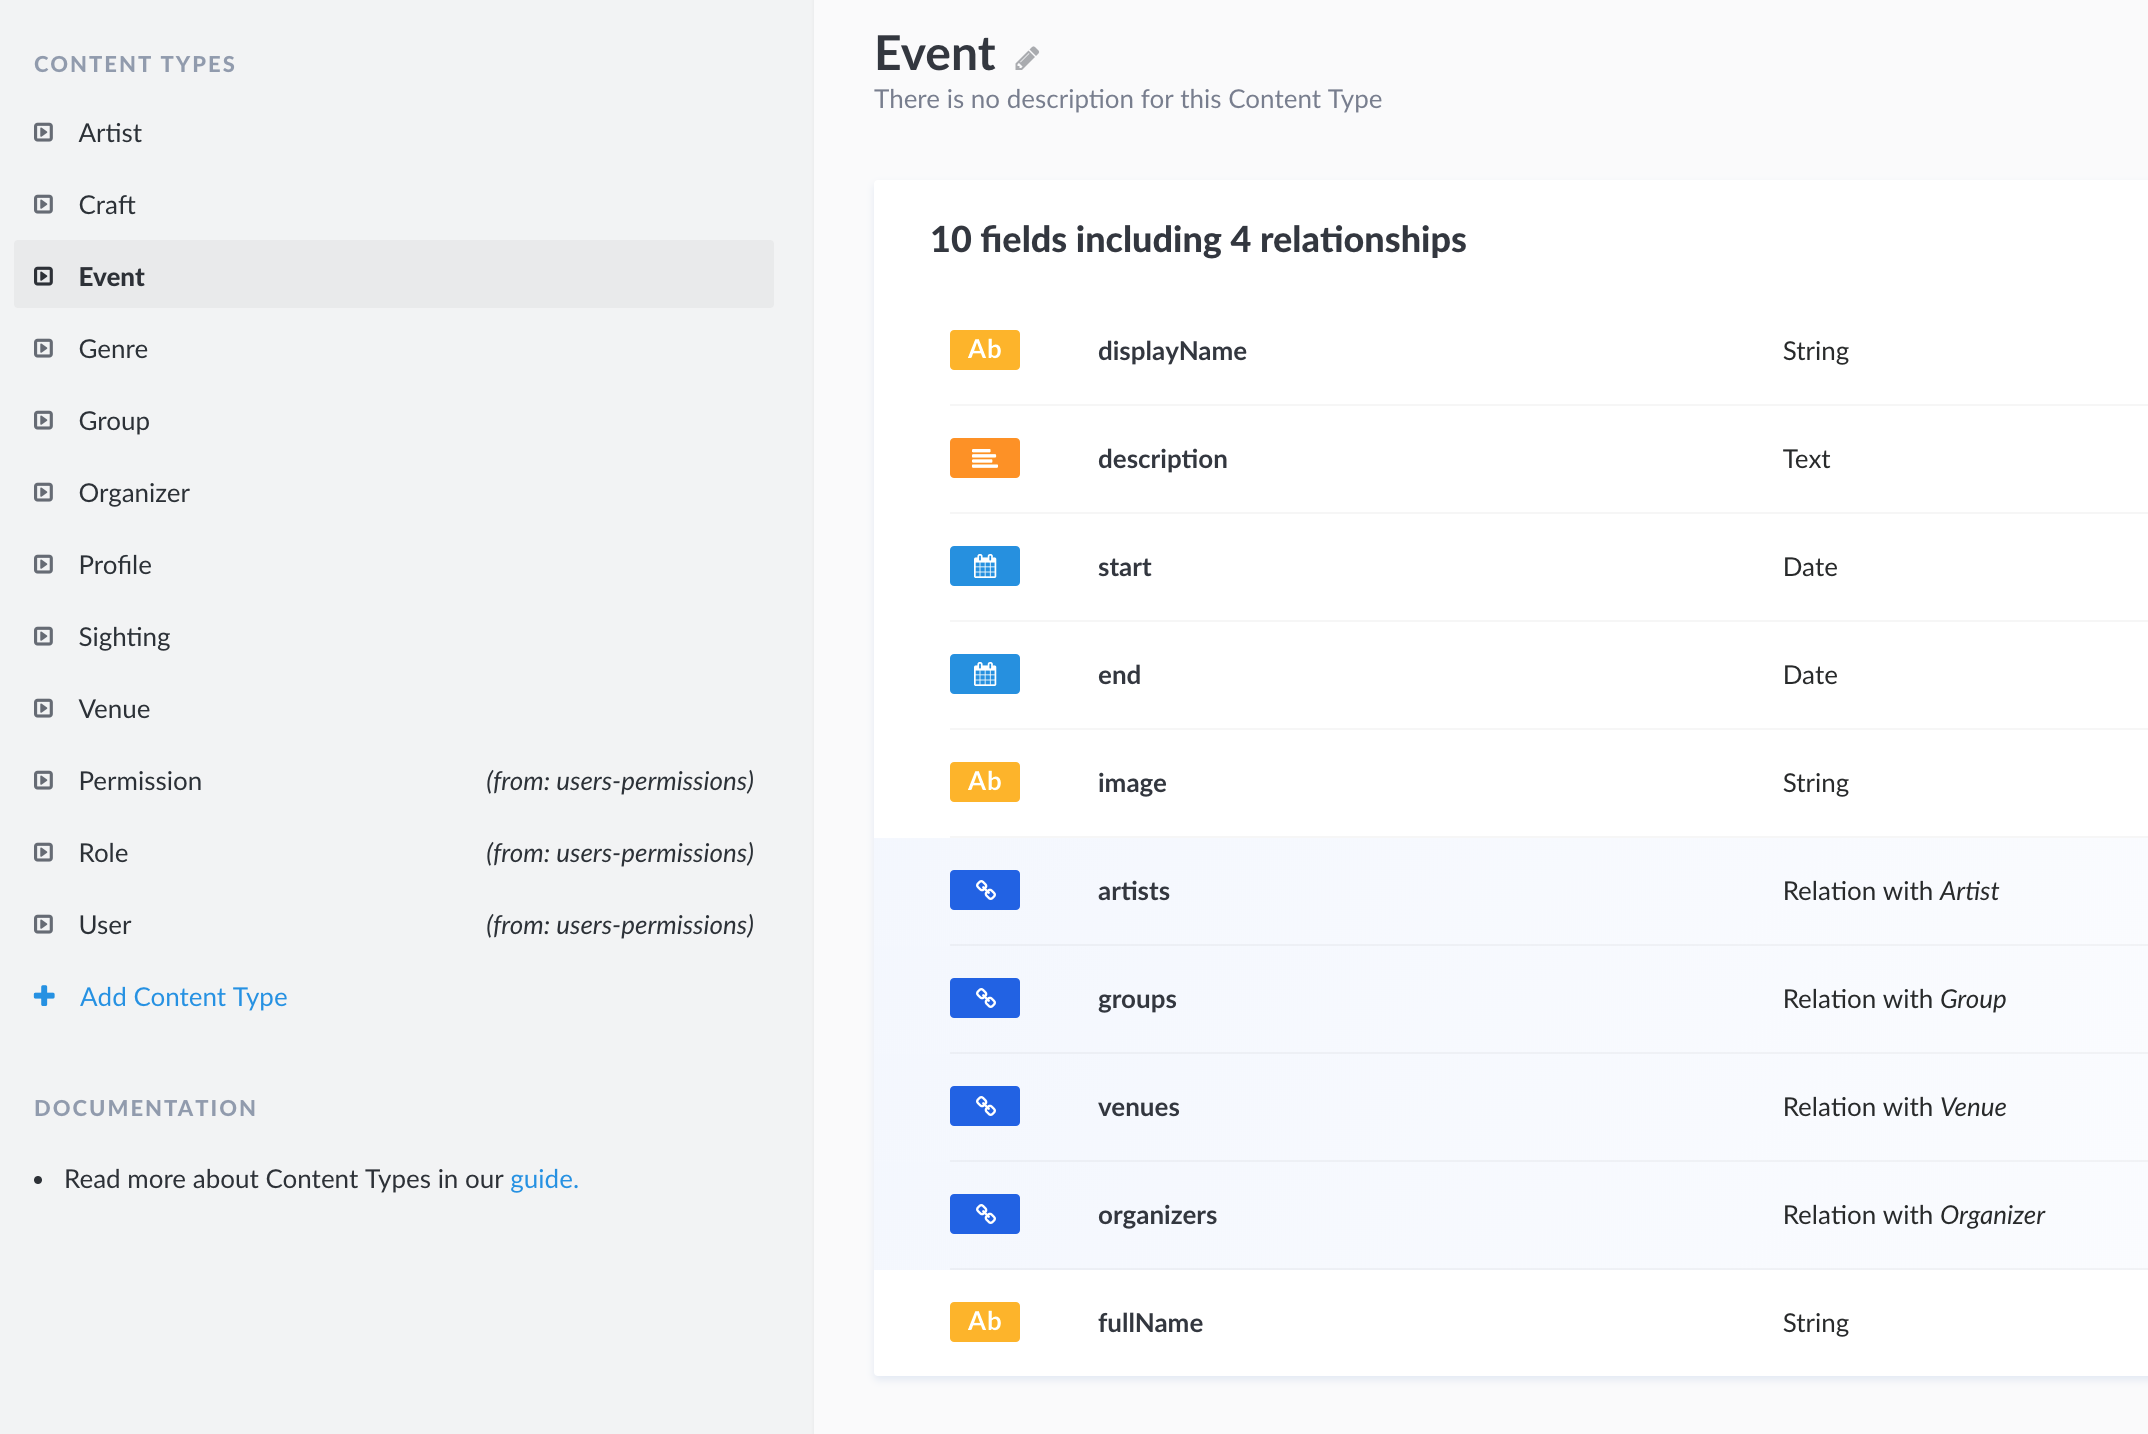 CONTENT TYPES
Artist
Craft
Event
Genre
Group
Organizer
Profile
Sighting
Venue
Permission (from: users-permissions)
Role (from: users-permissions)
User (from: users-permissions)
Add Content Type
DOCUMENTATION
• Read more about Content Types in our guide.
Event
There is no description for this Content Type
10 fields including 4 relationships
Ab displayName String
description Text
start Date
end Date
Ab image String
artists Relation with Artist
groups Relation with Group
venues Relation with Venue
organizers Relation with Organizer
Ab fullName String